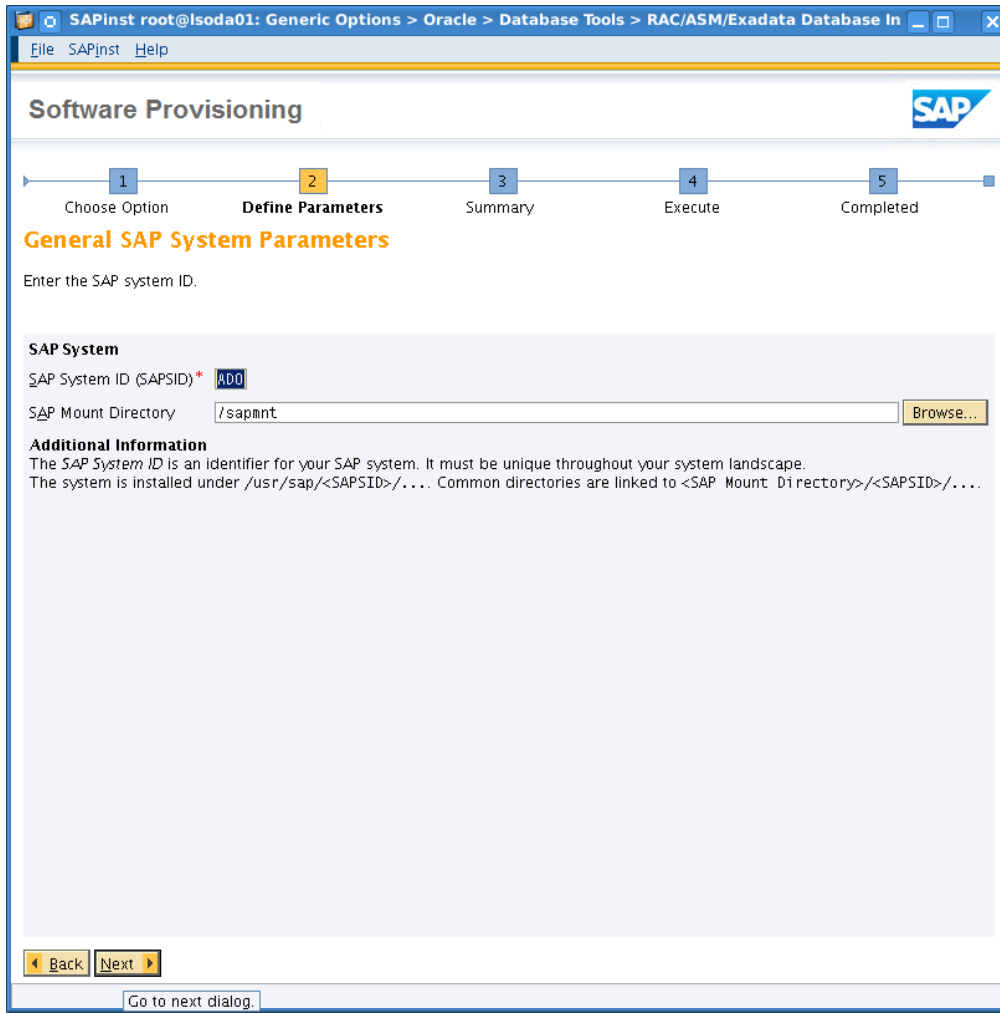 SAPinst root@lsoda01: Generic Options > Oracle > Database Tools > RAC/ASM/Exadata Database In
File SAPinst Help
Software Provisioning
SAP
1 2 3 4 5
Choose Option Define Parameters Summary Execute Completed
General SAP System Parameters
Enter the SAP system ID.
SAP System
SAP System ID (SAPSID)* ADO
SAP Mount Directory /sapmnt Browse...
Additional Information
The SAP System ID is an identifier for your SAP system. It must be unique throughout your system landscape.
The system is installed under /usr/sap/<SAPSID>/.... Common directories are linked to <SAP Mount Directory>/<SAPSID>/....
Back Next
Go to next dialog.